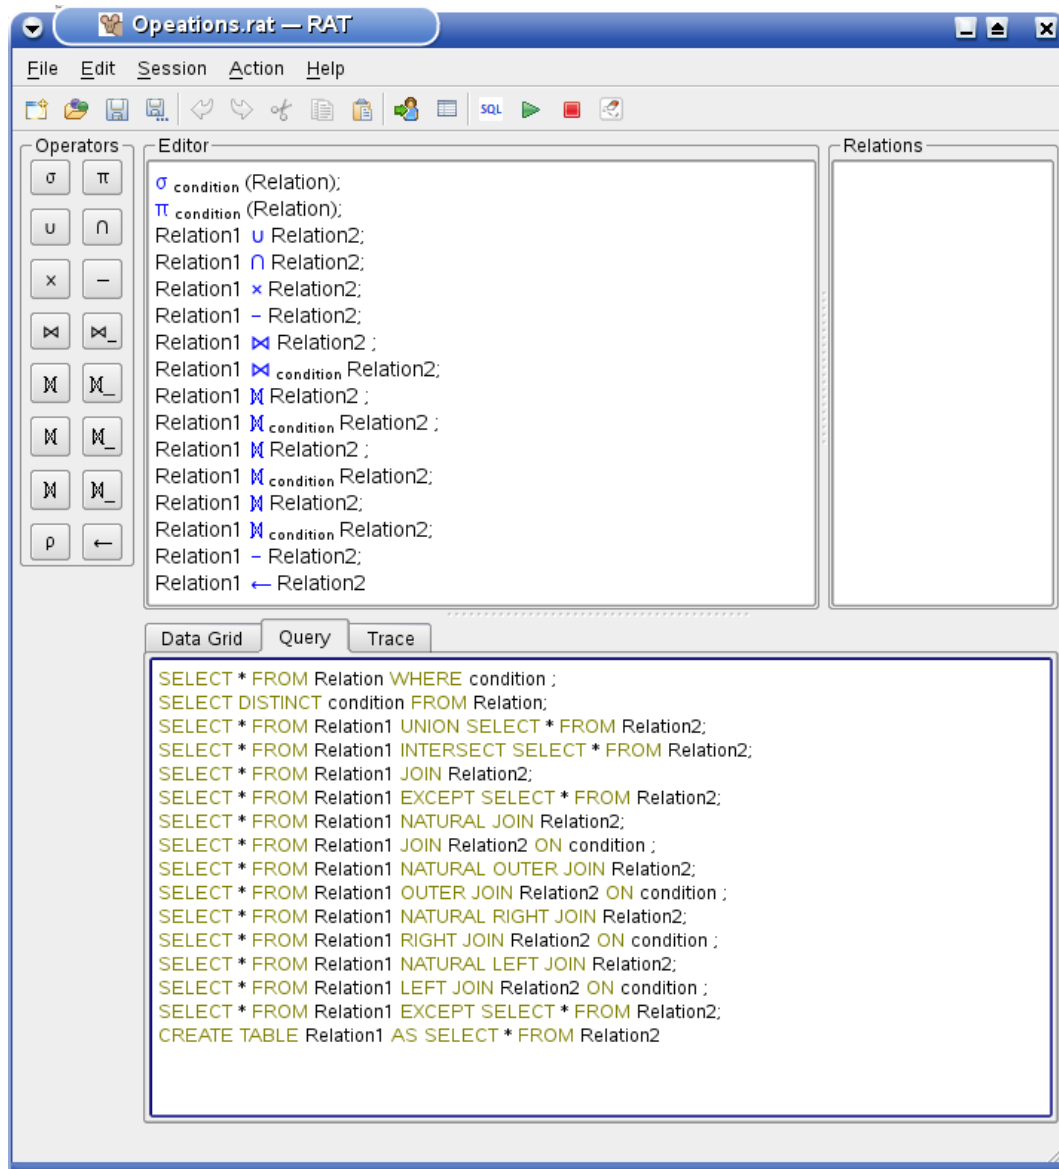 Opeations.rat — RAT
File Edit Session Action Help
SQL
Operators
σ π
∪ ∩
× −
⋈ ⋈_
⟗ ⟗_
⟖ ⟖_
⟕ ⟕_
ρ ←
Editor
σ condition (Relation);
π condition (Relation);
Relation1 ∪ Relation2;
Relation1 ∩ Relation2;
Relation1 × Relation2;
Relation1 − Relation2;
Relation1 ⋈ Relation2 ;
Relation1 ⋈ condition Relation2;
Relation1 ⟗ Relation2 ;
Relation1 ⟗ condition Relation2 ;
Relation1 ⟖ Relation2 ;
Relation1 ⟖ condition Relation2;
Relation1 ⟕ Relation2;
Relation1 ⟕ condition Relation2;
Relation1 − Relation2;
Relation1 ← Relation2
Relations
Data Grid Query Trace
SELECT * FROM Relation WHERE condition ;
SELECT DISTINCT condition FROM Relation;
SELECT * FROM Relation1 UNION SELECT * FROM Relation2;
SELECT * FROM Relation1 INTERSECT SELECT * FROM Relation2;
SELECT * FROM Relation1 JOIN Relation2;
SELECT * FROM Relation1 EXCEPT SELECT * FROM Relation2;
SELECT * FROM Relation1 NATURAL JOIN Relation2;
SELECT * FROM Relation1 JOIN Relation2 ON condition ;
SELECT * FROM Relation1 NATURAL OUTER JOIN Relation2;
SELECT * FROM Relation1 OUTER JOIN Relation2 ON condition ;
SELECT * FROM Relation1 NATURAL RIGHT JOIN Relation2;
SELECT * FROM Relation1 RIGHT JOIN Relation2 ON condition ;
SELECT * FROM Relation1 NATURAL LEFT JOIN Relation2;
SELECT * FROM Relation1 LEFT JOIN Relation2 ON condition ;
SELECT * FROM Relation1 EXCEPT SELECT * FROM Relation2;
CREATE TABLE Relation1 AS SELECT * FROM Relation2